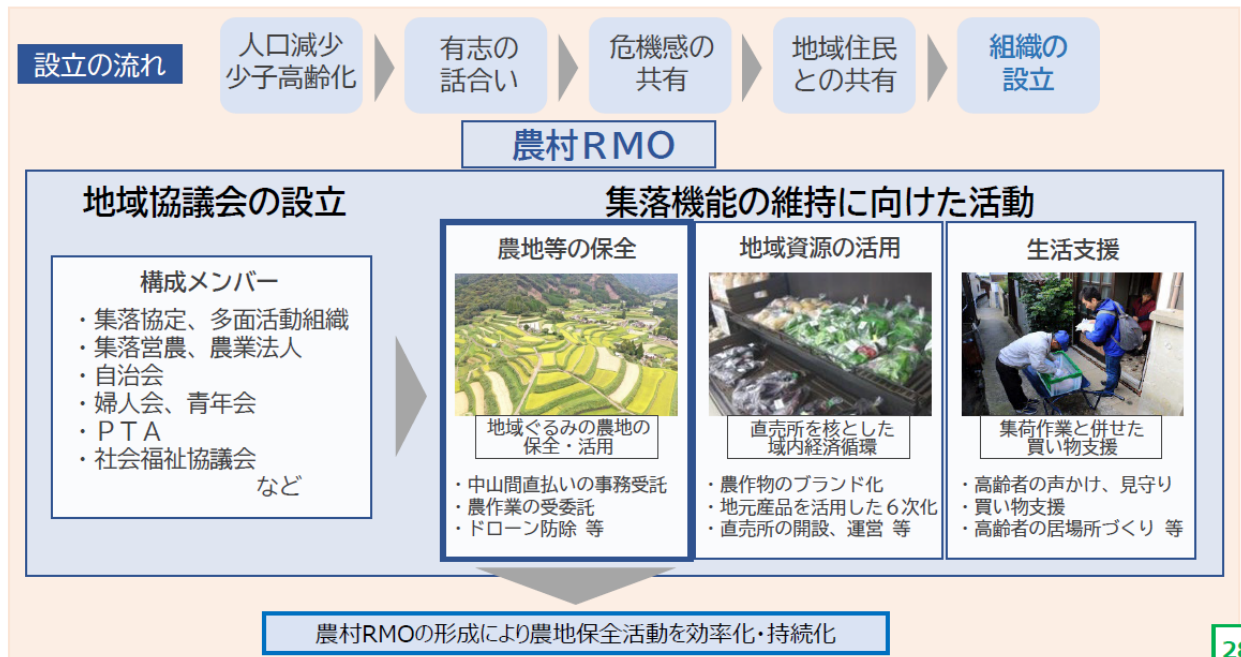 設立の流れ
人口減少
少子高齢化
有志の
話合い
危機感の
共有
地域住民
との共有
組織の
設立
農村RMO
地域協議会の設立
構成メンバー
・集落協定、多面活動組織
・集落営農、農業法人
・自治会
・婦人会、青年会
・PTA
・社会福祉協議会
など
集落機能の維持に向けた活動
農地等の保全
地域ぐるみの農地の
保全・活用
・中山間直払いの事務受託
・農作業の受委託
・ドローン防除 等
地域資源の活用
直売所を核とした
域内経済循環
・農作物のブランド化
・地元産品を活用した6次化
・直売所の開設、運営 等
生活支援
集荷作業と併せた
買い物支援
・高齢者の声かけ、見守り
・買い物支援
・高齢者の居場所づくり 等
農村RMOの形成により農地保全活動を効率化・持続化
28